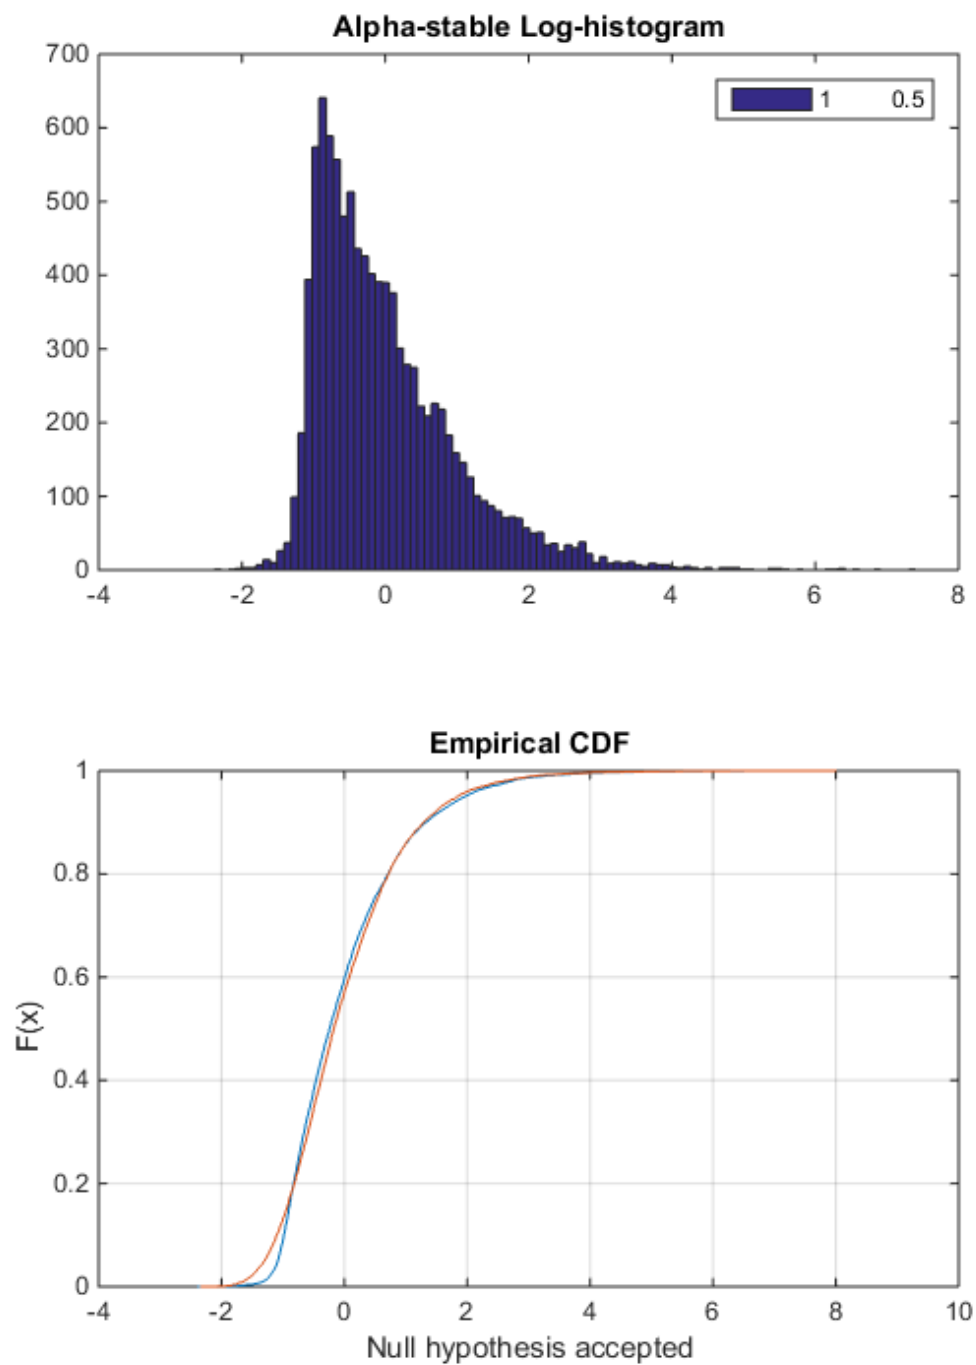 Alpha-stable Log-histogram
700
600
500
400
300
200
100
0
-4 -2 0 2 4 6 8
1 0.5
Empirical CDF
1
0.8
0.6
0.4
0.2
0
F(x)
-4 -2 0 2 4 6 8 10
Null hypothesis accepted